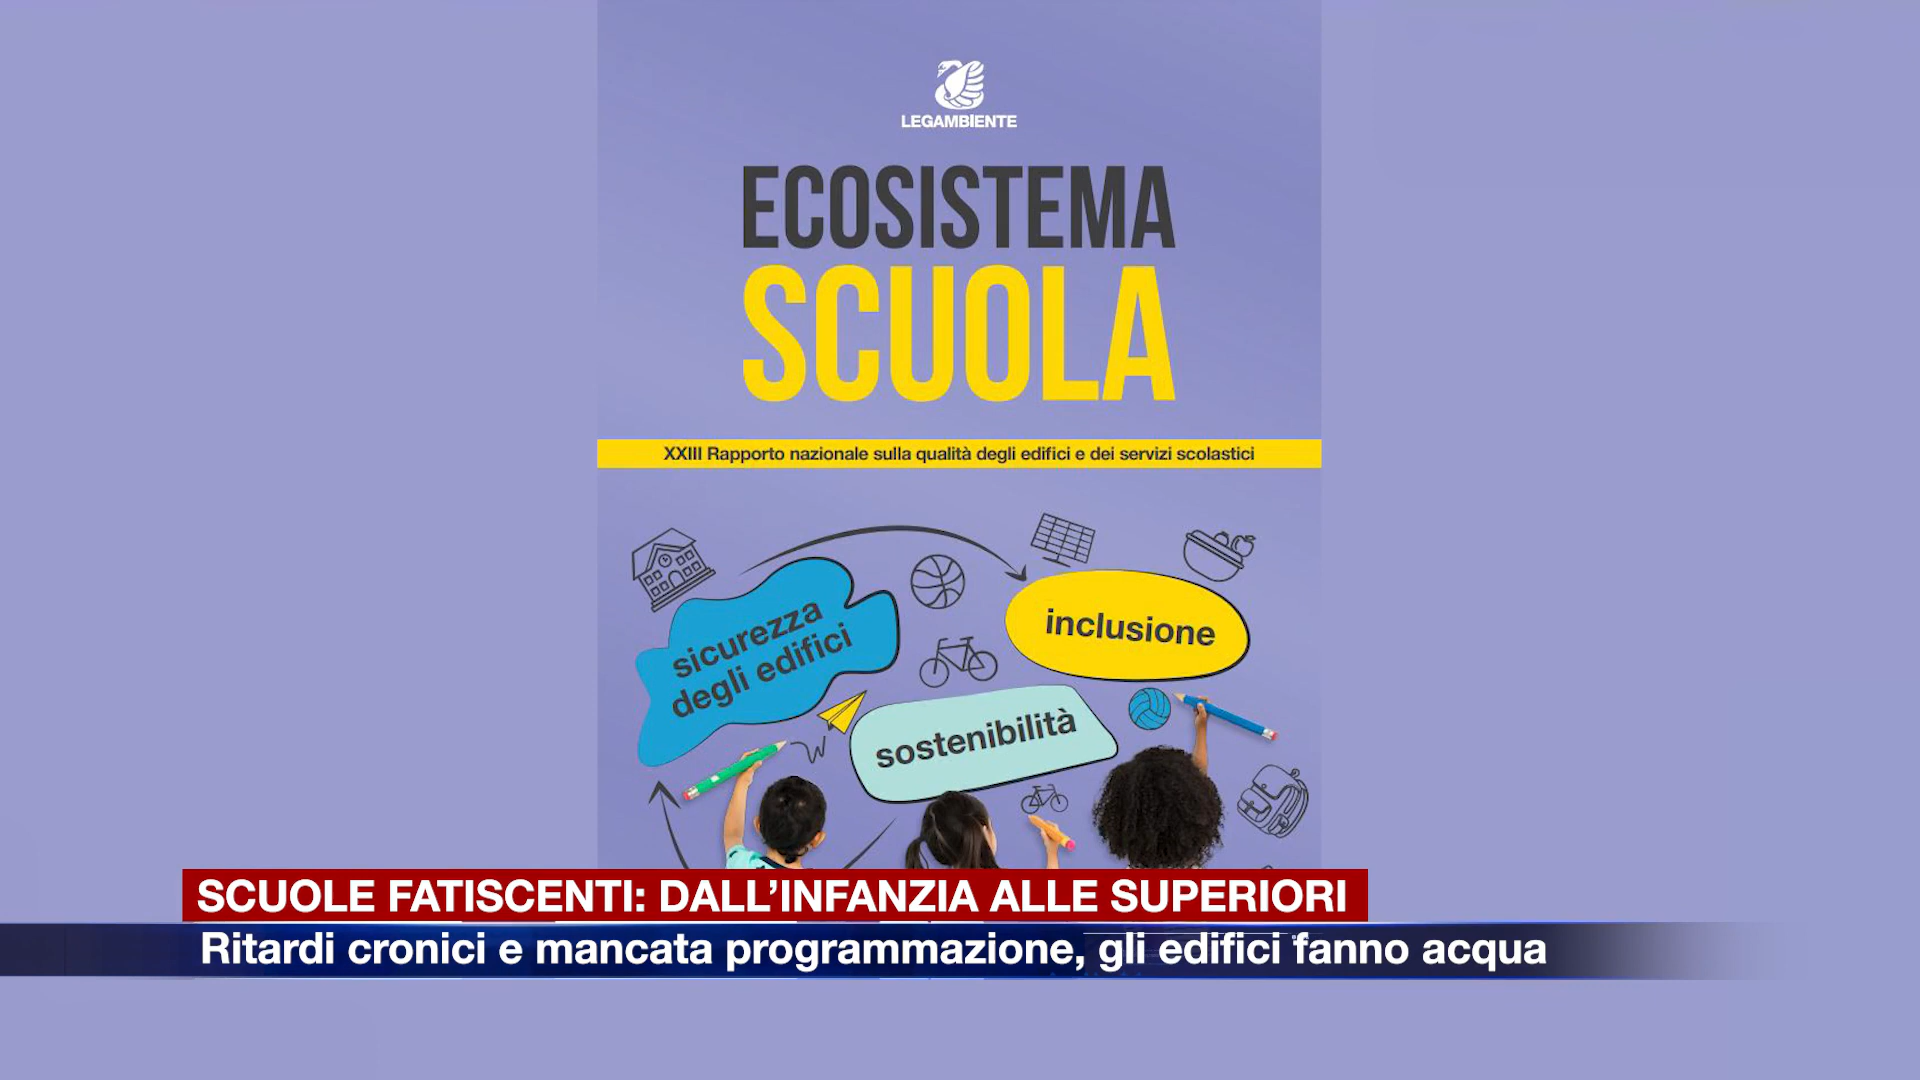 LEGAMBIENTE
ECOSISTEMA
SCUOLA
XXIII Rapporto nazionale sulla qualità degli edifici e dei servizi scolastici
sicurezza
degli edifici
inclusione
sostenibilità
SCUOLE FATISCENTI: DALL'INFANZIA ALLE SUPERIORI
Ritardi cronici e mancata programmazione, gli edifici fanno acqua